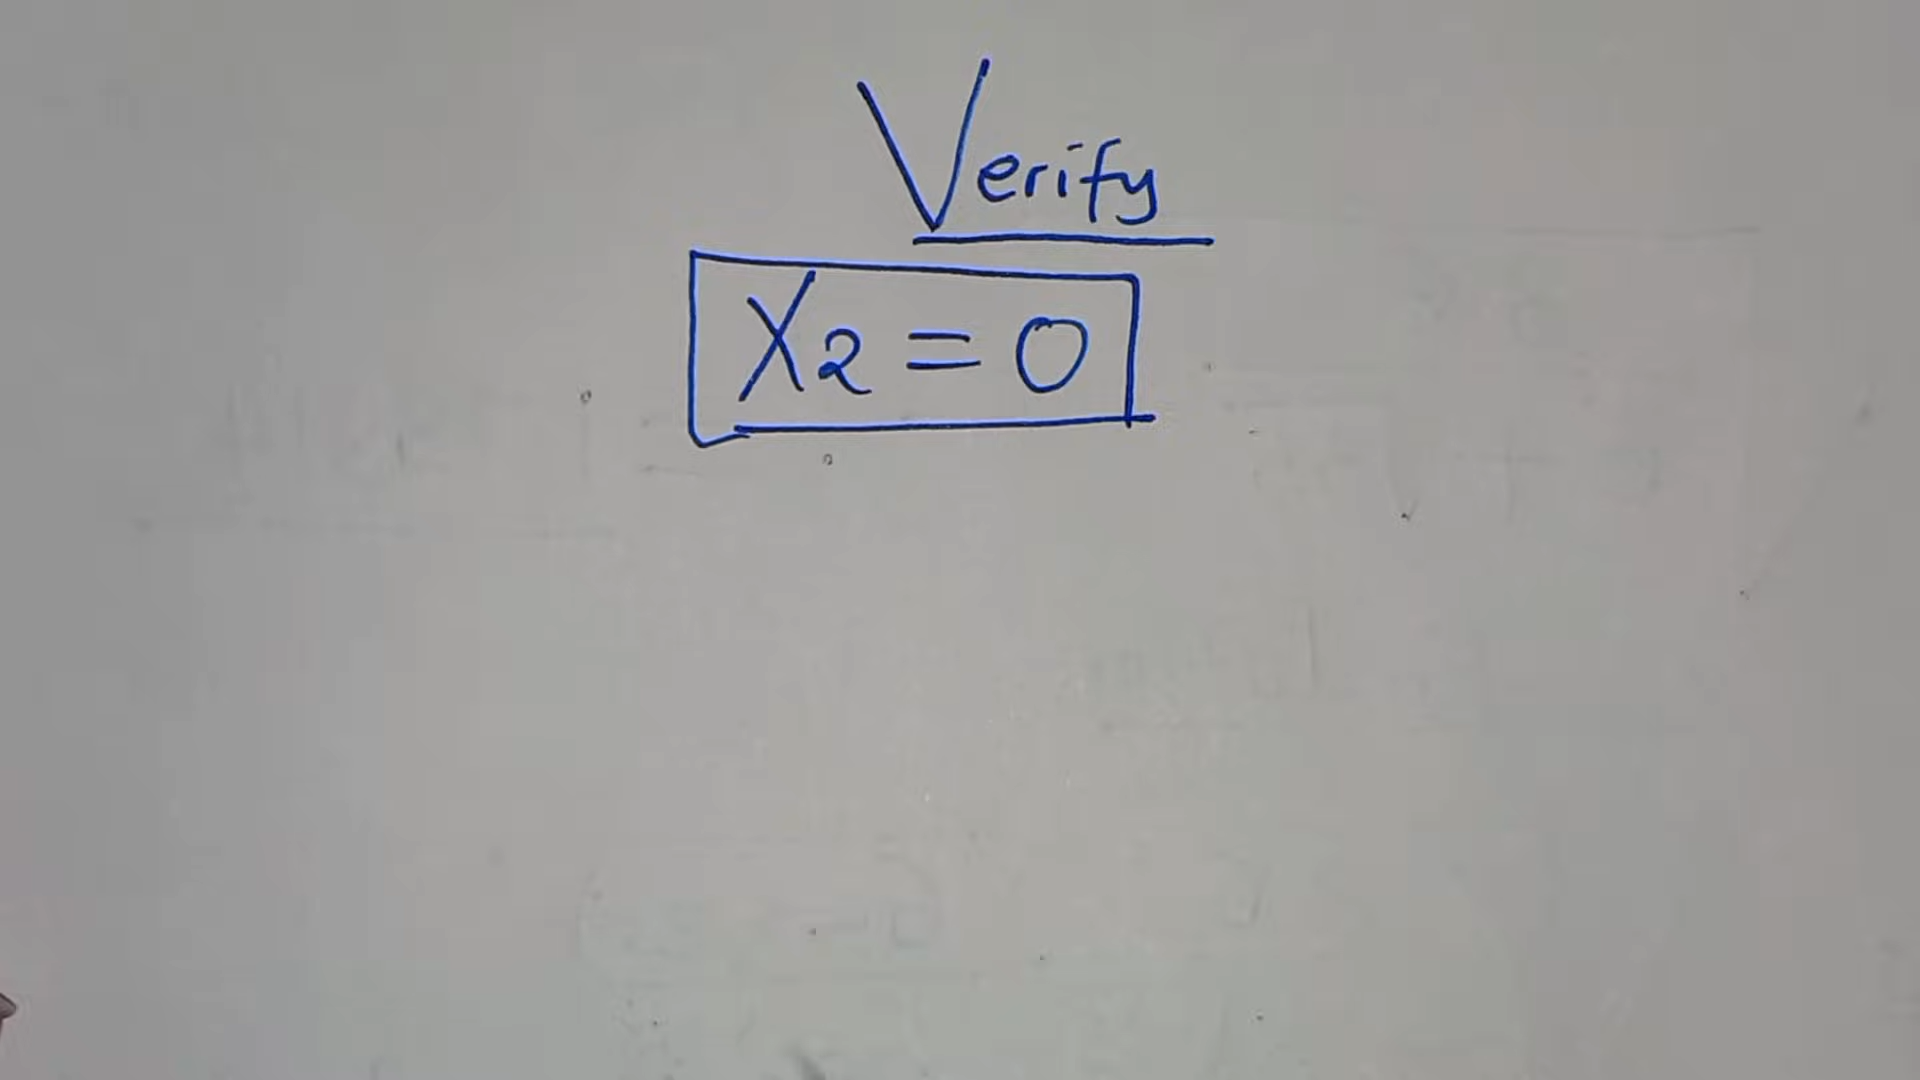 Verify
X₂ = 0